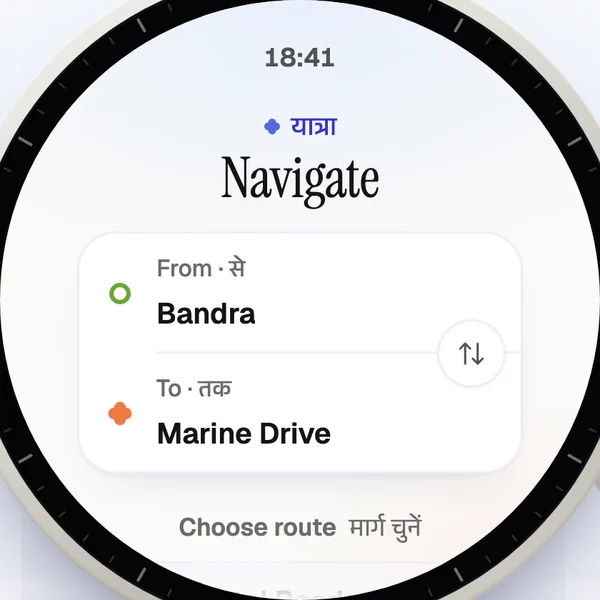 18:41
यात्रा
Navigate
From · से
Bandra
To · तक
Marine Drive
Choose route मार्ग चुनें